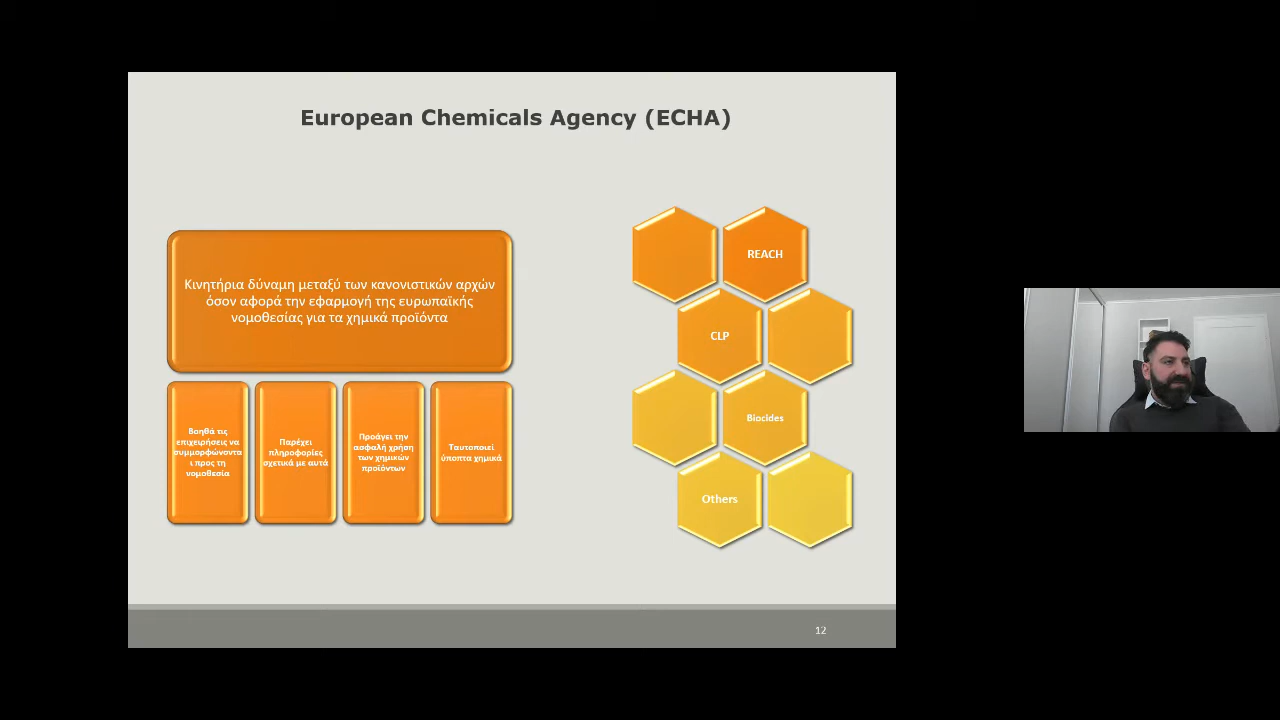 European Chemicals Agency (ECHA)
Κινητήρια δύναμη μεταξύ των κανονιστικών αρχών
όσον αφορά την εφαρμογή της ευρωπαϊκής
νομοθεσίας για τα χημικά προϊόντα
Βοηθά τις
επιχειρήσεις να
συμμορφώνοντα
ι προς τη
νομοθεσία
Παρέχει
πληροφορίες
σχετικά με αυτά
Προάγει την
ασφαλή χρήση
των χημικών
προϊόντων
Ταυτοποιεί
ύποπτα χημικά
REACH
CLP
Biocides
Others
12